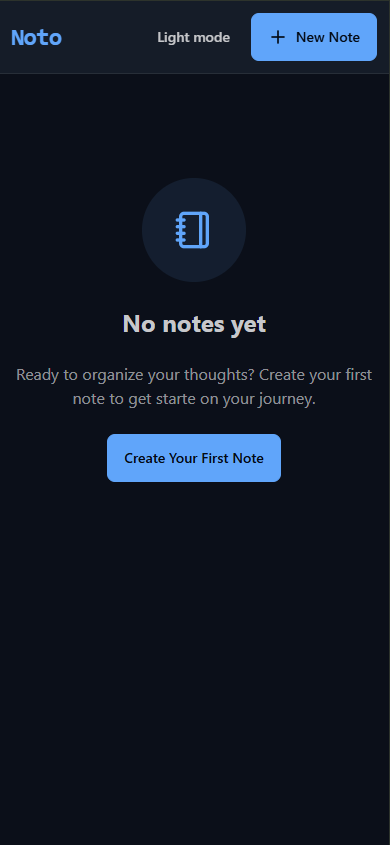 Noto
Light mode
New Note
No notes yet
Ready to organize your thoughts? Create your first
note to get starte on your journey.
Create Your First Note